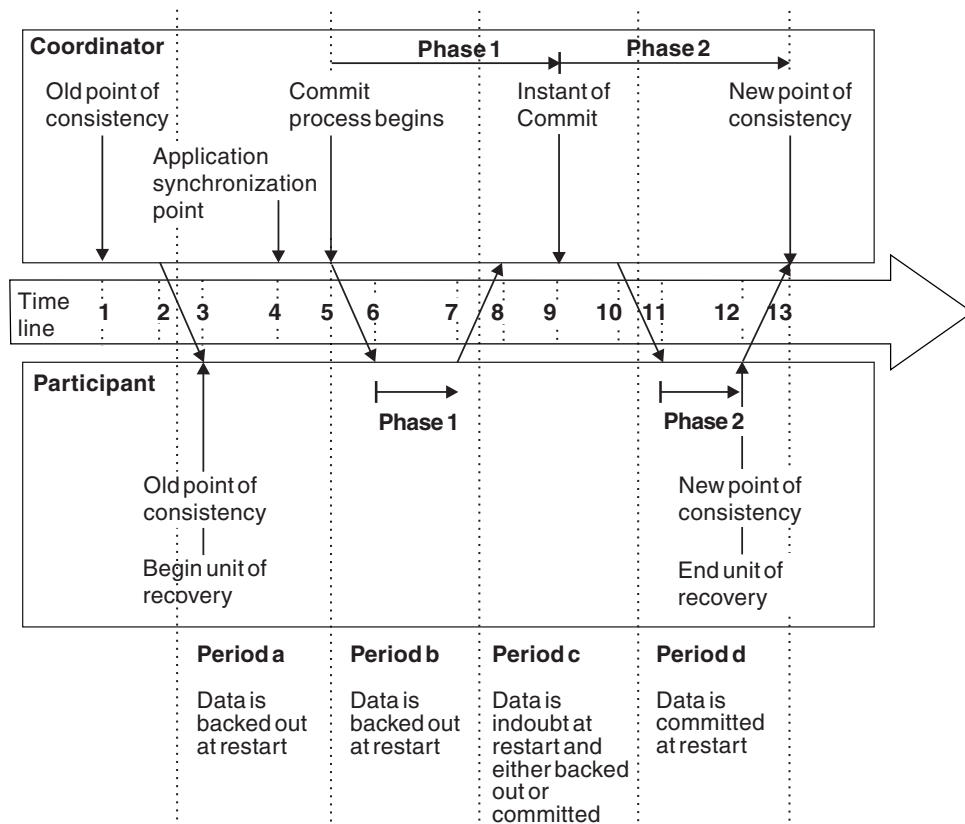 Coordinator
Phase 1
Phase 2
Old point of
consistency
Commit
process begins
Instant of
Commit
New point of
consistency
Application
synchronization
point
Time
line
1 2 3 4 5 6 7 8 9 10 11 12 13
Participant
Phase 1
Phase 2
Old point of
consistency
New point of
consistency
Begin unit of
recovery
End unit of
recovery
Period a
Data is
backed out
at restart
Period b
Data is
backed out
at restart
Period c
Data is
indoubt at
restart and
either backed
out or
committed
Period d
Data is
committed
at restart